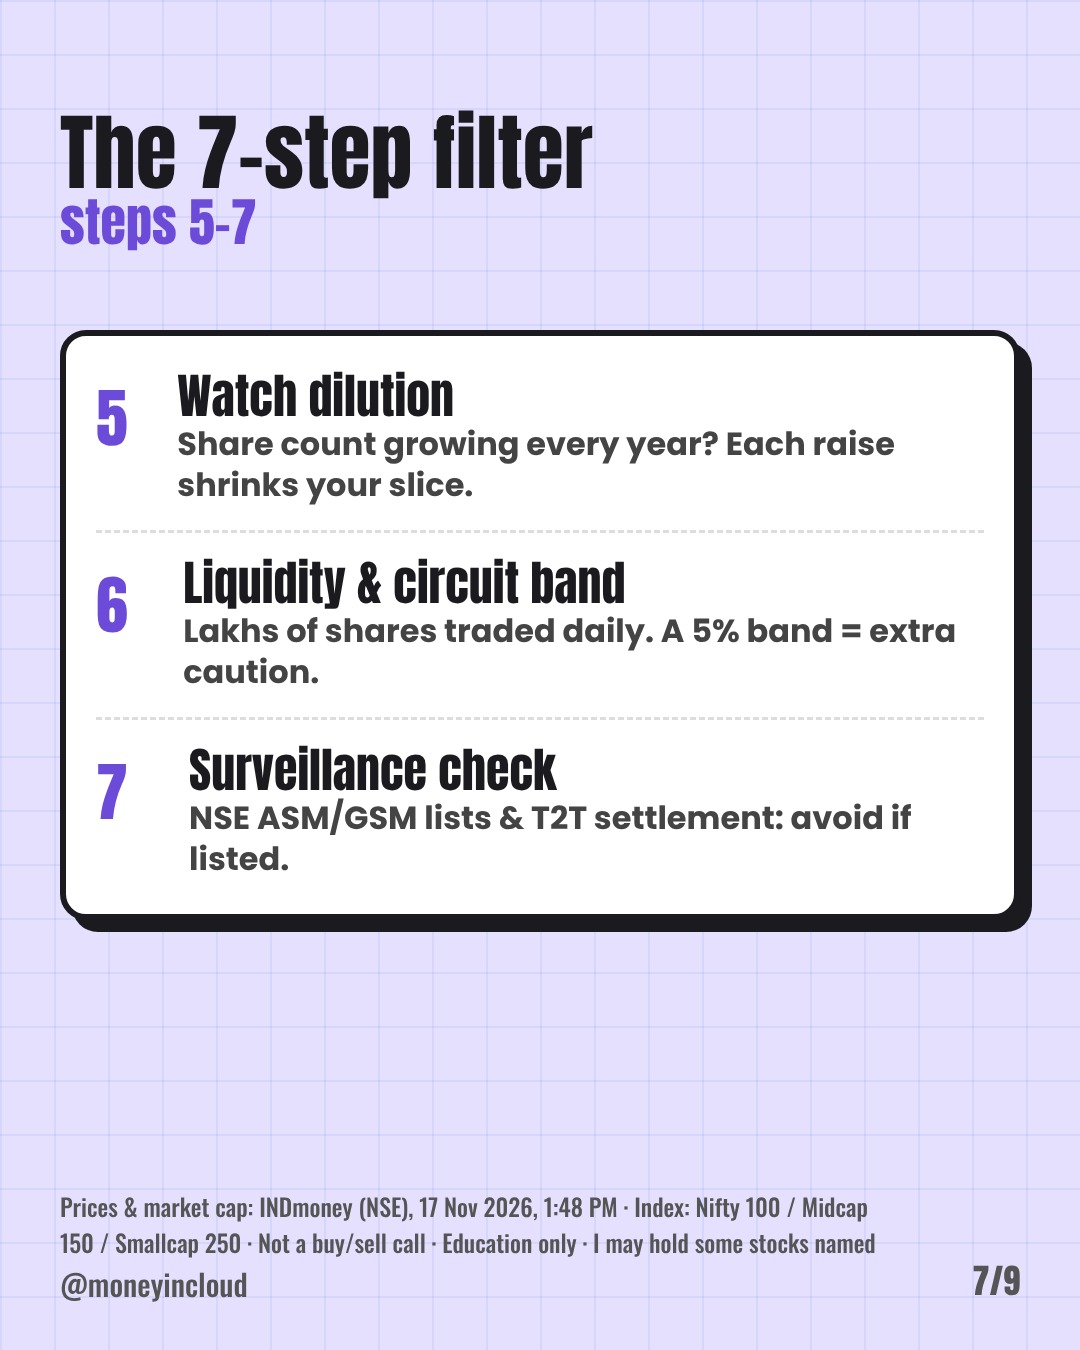 The 7-step filter
steps 5-7
5
Watch dilution
Share count growing every year? Each raise
shrinks your slice.
6
Liquidity & circuit band
Lakhs of shares traded daily. A 5% band = extra
caution.
7
Surveillance check
NSE ASM/GSM lists & T2T settlement: avoid if
listed.
Prices & market cap: INDmoney (NSE), 17 Nov 2026, 1:48 PM · Index: Nifty 100 / Midcap
150 / Smallcap 250 · Not a buy/sell call · Education only · I may hold some stocks named
@moneyincloud
7/9